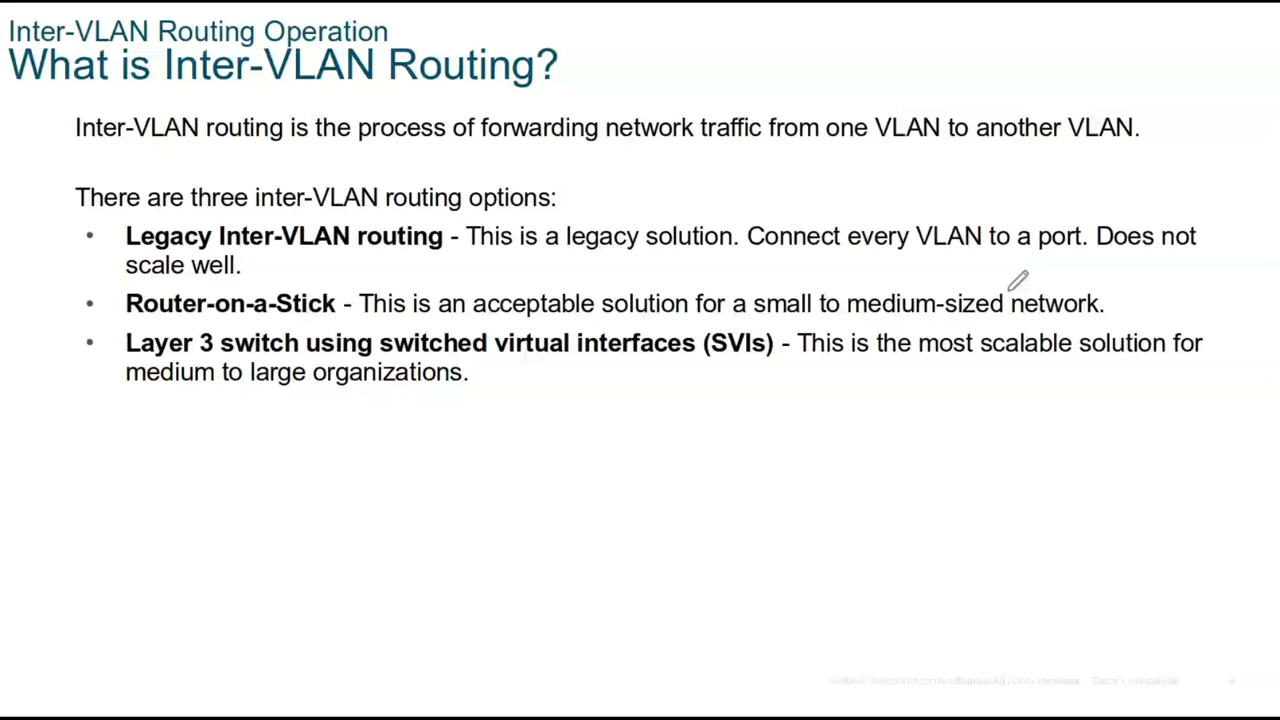 Inter-VLAN Routing Operation
What is Inter-VLAN Routing?
Inter-VLAN routing is the process of forwarding network traffic from one VLAN to another VLAN.
There are three inter-VLAN routing options:
• Legacy Inter-VLAN routing - This is a legacy solution. Connect every VLAN to a port. Does not
scale well.
• Router-on-a-Stick - This is an acceptable solution for a small to medium-sized network.
• Layer 3 switch using switched virtual interfaces (SVIs) - This is the most scalable solution for
medium to large organizations.